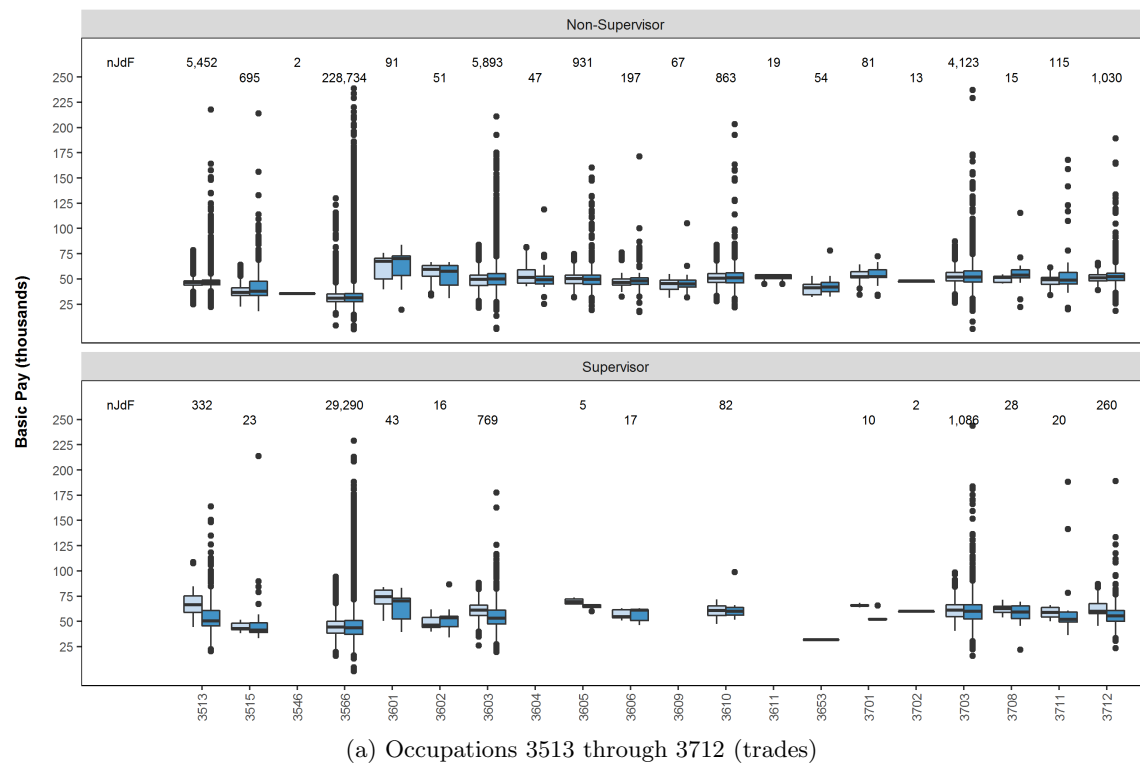 Non-Supervisor
nJdF 5,452 2 91 5,893 931 67 19 81 4,123 115
695 228,734 51 47 197 863 54 13 15 1,030
250
225
200
175
150
125
100
75
50
25
Basic Pay (thousands)
Supervisor
nJdF 332 29,290 16 5 82 2 28 260
23 43 769 17 10 1,086 20
250
225
200
175
150
125
100
75
50
25
3513 3515 3546 3566 3601 3602 3603 3604 3605 3606 3609 3610 3611 3653 3701 3702 3703 3708 3711 3712
(a) Occupations 3513 through 3712 (trades)